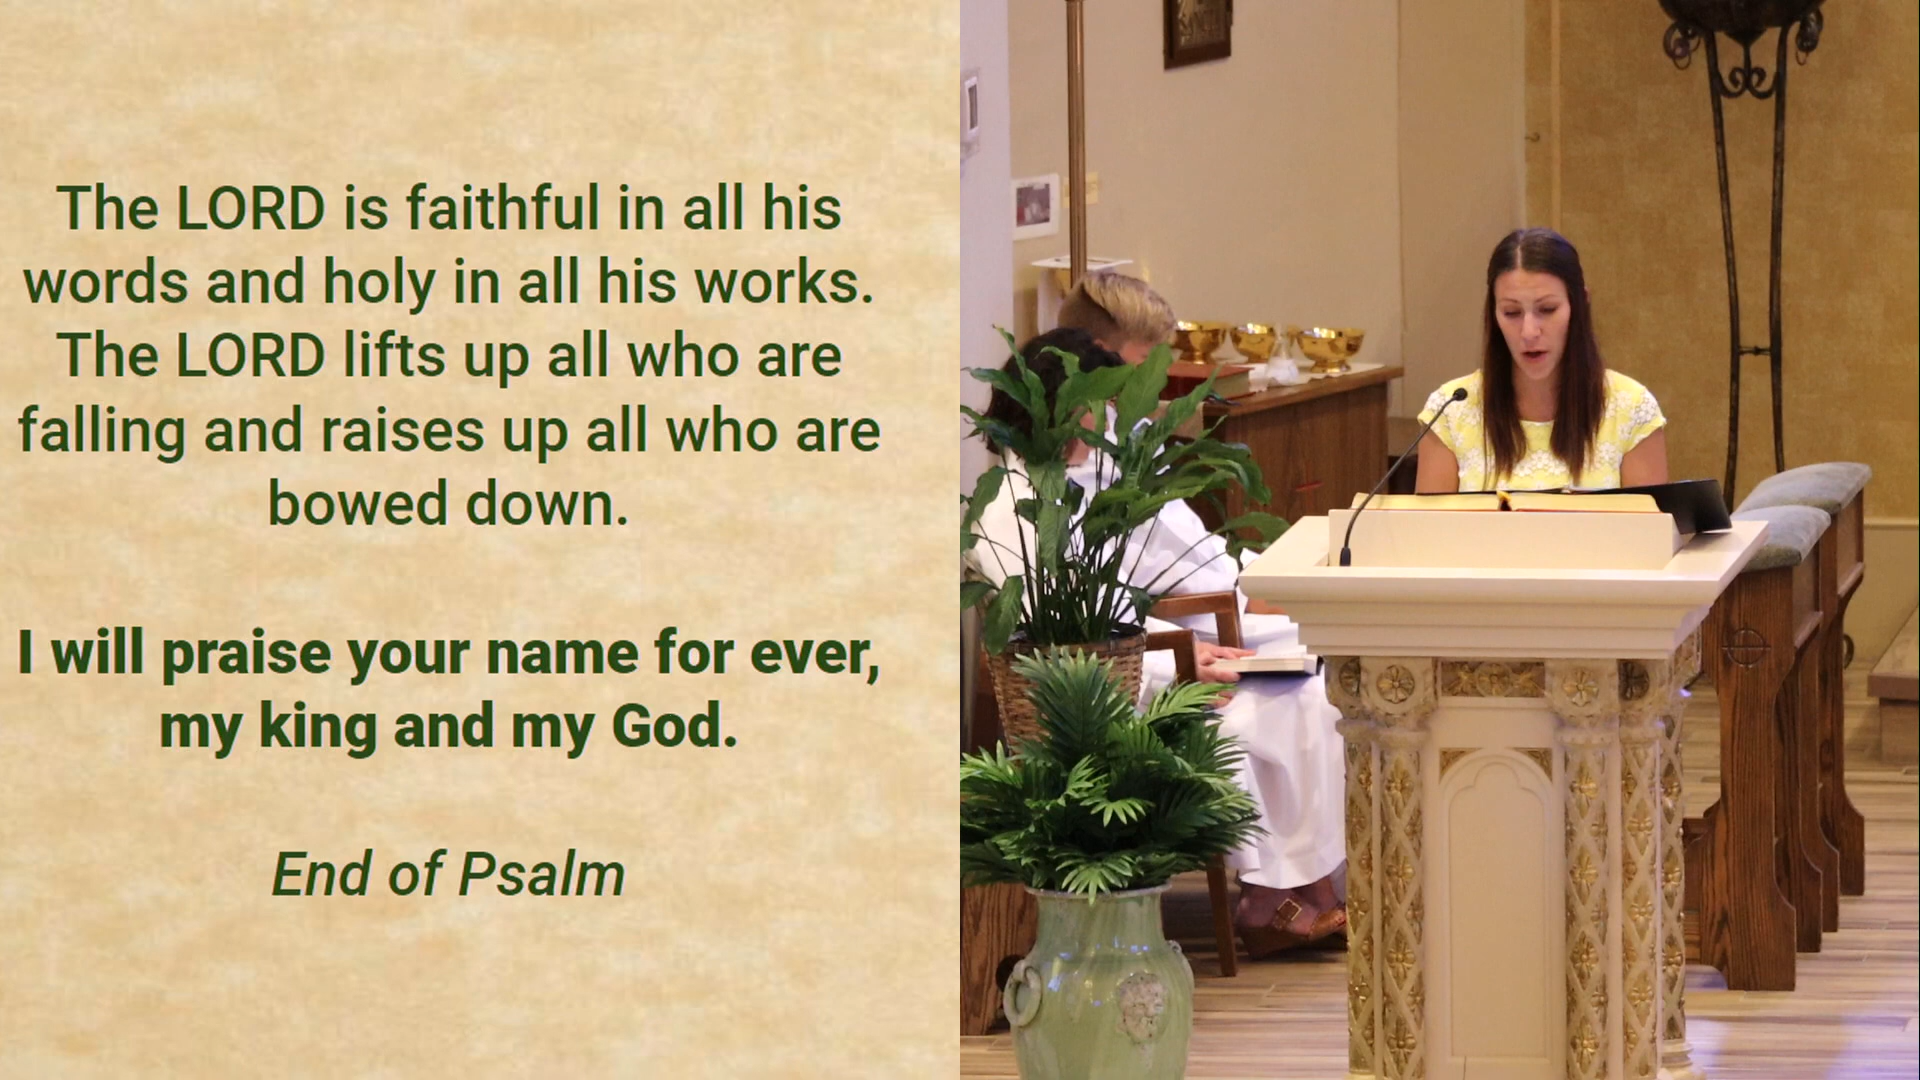 The LORD is faithful in all his
words and holy in all his works.
The LORD lifts up all who are
falling and raises up all who are
bowed down.
I will praise your name for ever,
my king and my God.
End of Psalm